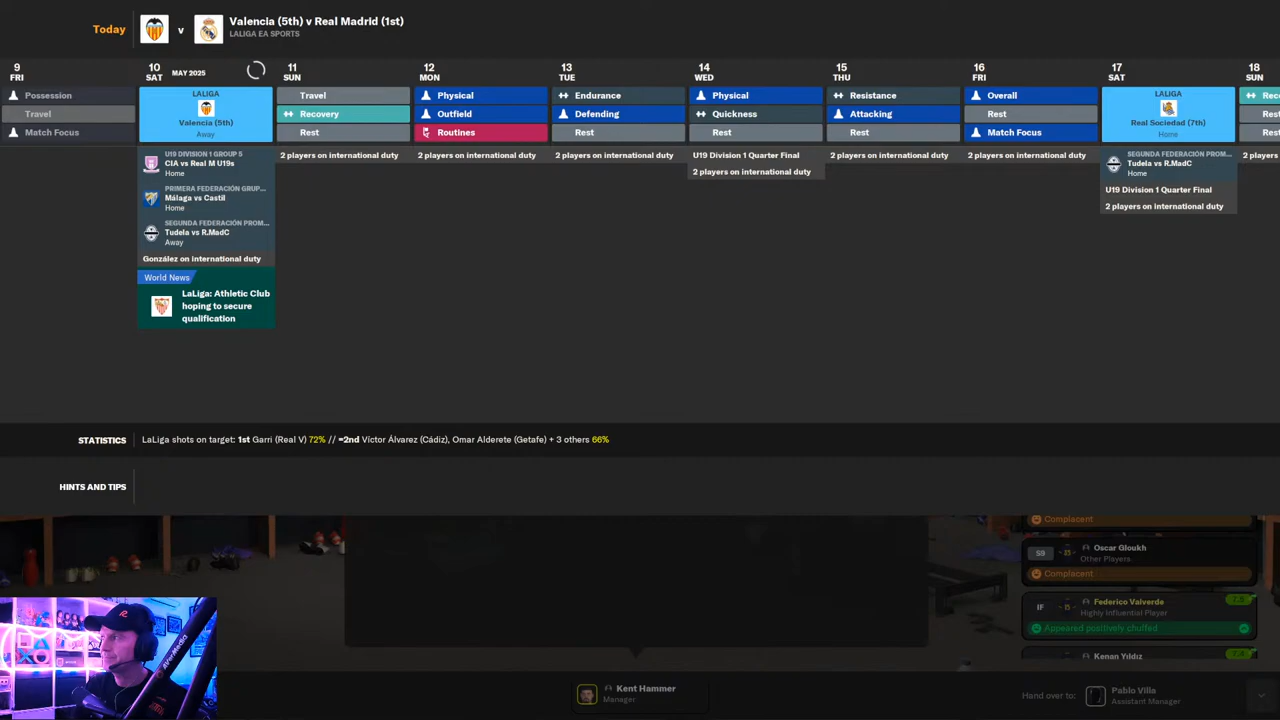 Today
v
Valencia (5th) v Real Madrid (1st)
LALIGA EA SPORTS
9
FRI
10
SAT
MAY 2025
11
SUN
12
MON
13
TUE
14
WED
15
THU
16
FRI
17
SAT
18
SUN
Possession
Travel
Match Focus
LALIGA
Valencia (5th)
Away
Travel
Recovery
Rest
Physical
Outfield
Routines
Endurance
Defending
Rest
Physical
Quickness
Rest
Resistance
Attacking
Rest
Overall
Rest
Match Focus
LALIGA
Real Sociedad (7th)
Home
U19 DIVISION 1 GROUP 5
CIA vs Real M U19s
Home
PRIMERA FEDERACIÓN GRUP...
Málaga vs Castil
Home
SEGUNDA FEDERACIÓN PROM...
Tudela vs R.MadC
Away
González on international duty
World News
LaLiga: Athletic Club
hoping to secure
qualification
2 players on international duty
2 players on international duty
2 players on international duty
U19 Division 1 Quarter Final
2 players on international duty
2 players on international duty
2 players on international duty
SEGUNDA FEDERACIÓN PROM...
Tudela vs R.MadC
Home
U19 Division 1 Quarter Final
2 players on international duty
STATISTICS
LaLiga shots on target: 1st Garri (Real V) 72% // =2nd Víctor Álvarez (Cádiz), Omar Alderete (Getafe) + 3 others 66%
HINTS AND TIPS
Complacent
S9
Oscar Gloukh
Other Players
Complacent
IF
Federico Valverde
Highly Influential Player
Appeared positively chuffed
Kenan Yıldız
Kent Hammer
Manager
Hand over to:
Pablo Villa
Assistant Manager